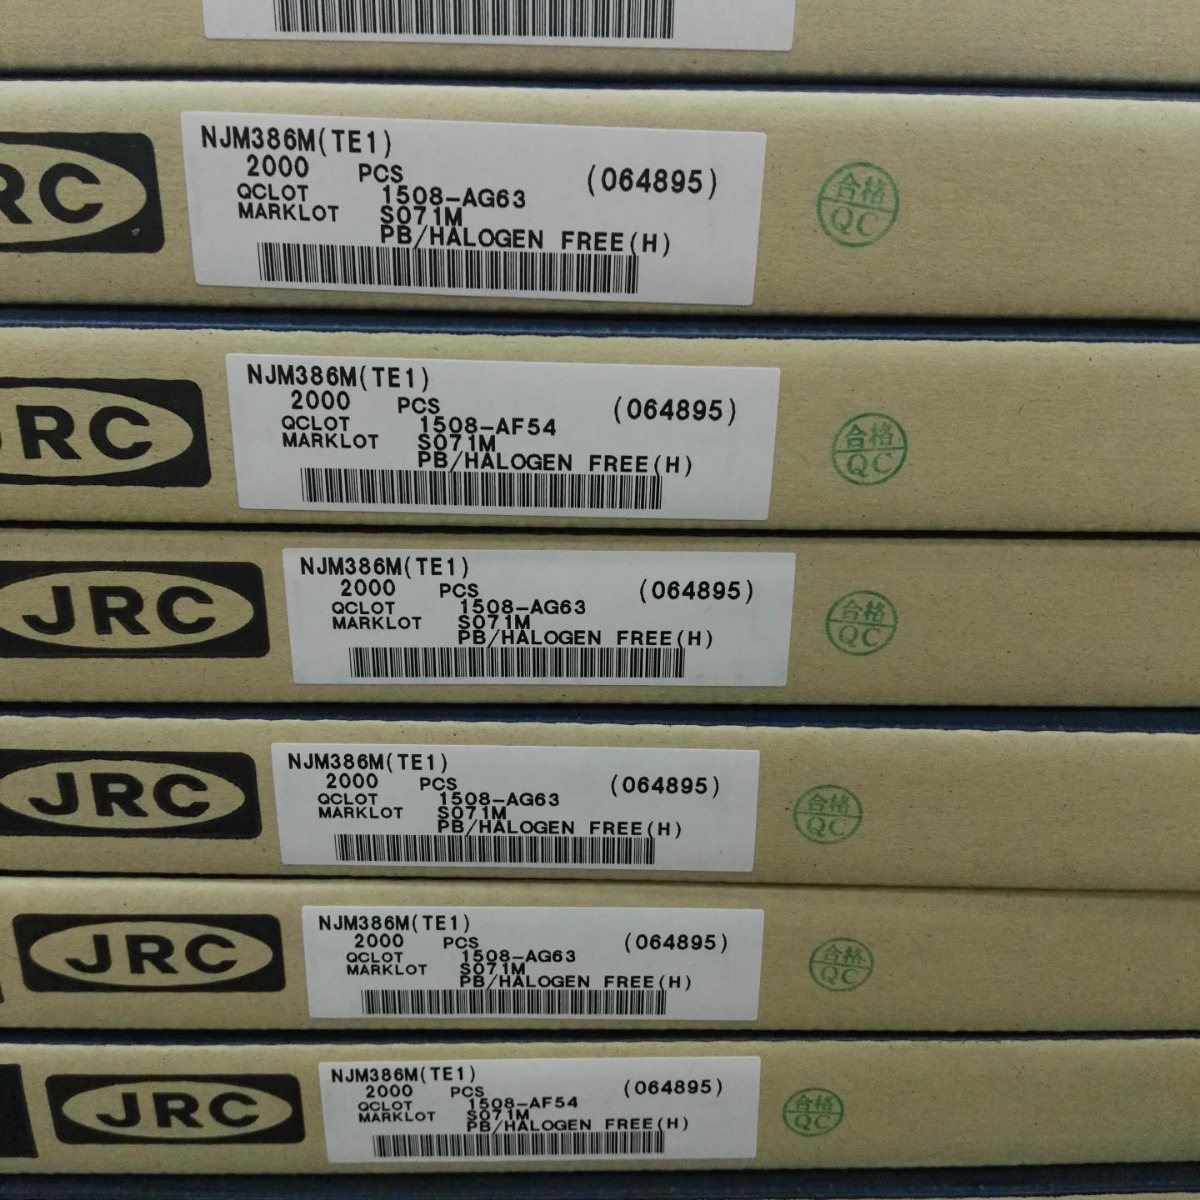 JRC
NJM386M(TE1)
2000 PCS (064895)
QCLOT 1508-AG63
MARKLOT S071M
PB/HALOGEN FREE(H)
合格
QC
JRC
NJM386M(TE1)
2000 PCS (064895)
QCLOT 1508-AF54
MARKLOT S071M
PB/HALOGEN FREE(H)
合格
QC
JRC
NJM386M(TE1)
2000 PCS (064895)
QCLOT 1508-AG63
MARKLOT S071M
PB/HALOGEN FREE(H)
合格
QC
JRC
NJM386M(TE1)
2000 PCS (064895)
QCLOT 1508-AG63
MARKLOT S071M
PB/HALOGEN FREE(H)
合格
QC
JRC
NJM386M(TE1)
2000 PCS (064895)
QCLOT 1508-AG63
MARKLOT S071M
PB/HALOGEN FREE(H)
合格
QC
JRC
NJM386M(TE1)
2000 PCS (064895)
QCLOT 1508-AF54
MARKLOT S071M
PB/HALOGEN FREE(H)
合格
QC